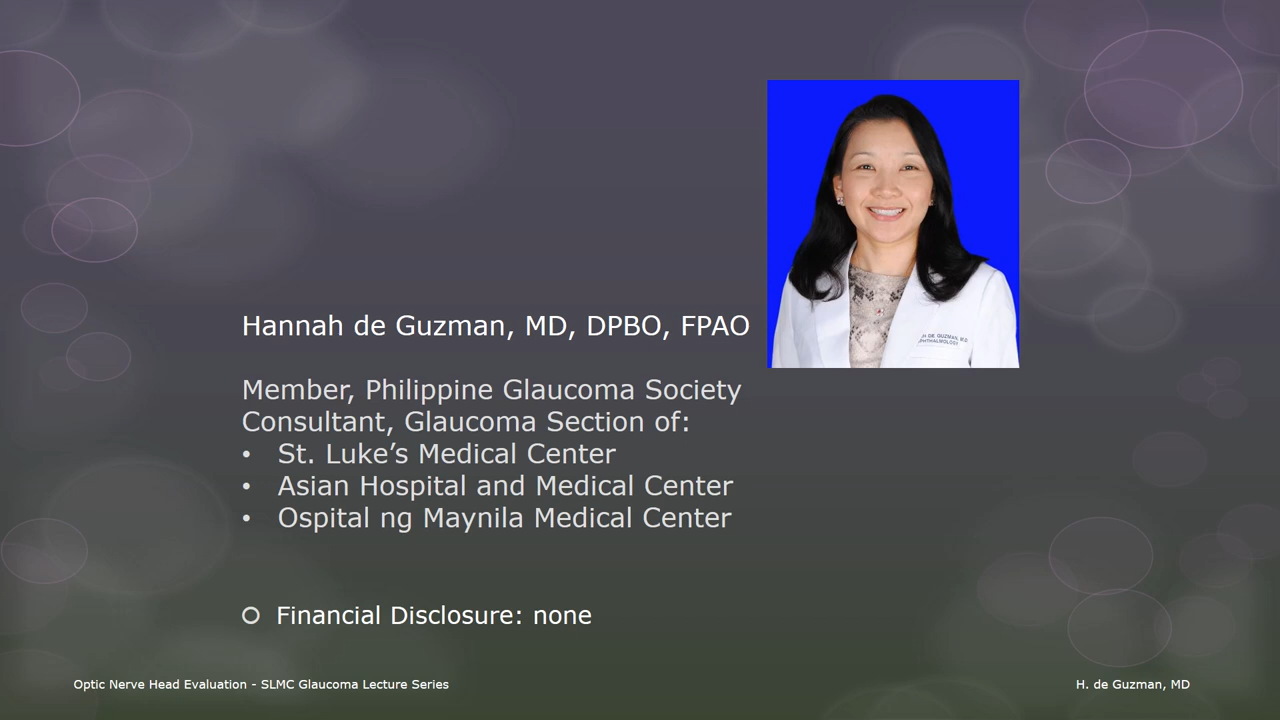 Hannah de Guzman, MD, DPBO, FPAO
Member, Philippine Glaucoma Society
Consultant, Glaucoma Section of:
• St. Luke’s Medical Center
• Asian Hospital and Medical Center
• Ospital ng Maynila Medical Center
Financial Disclosure: none
DE GUZMAN, M.D.
Optic Nerve Head Evaluation - SLMC Glaucoma Lecture Series
H. de Guzman, MD